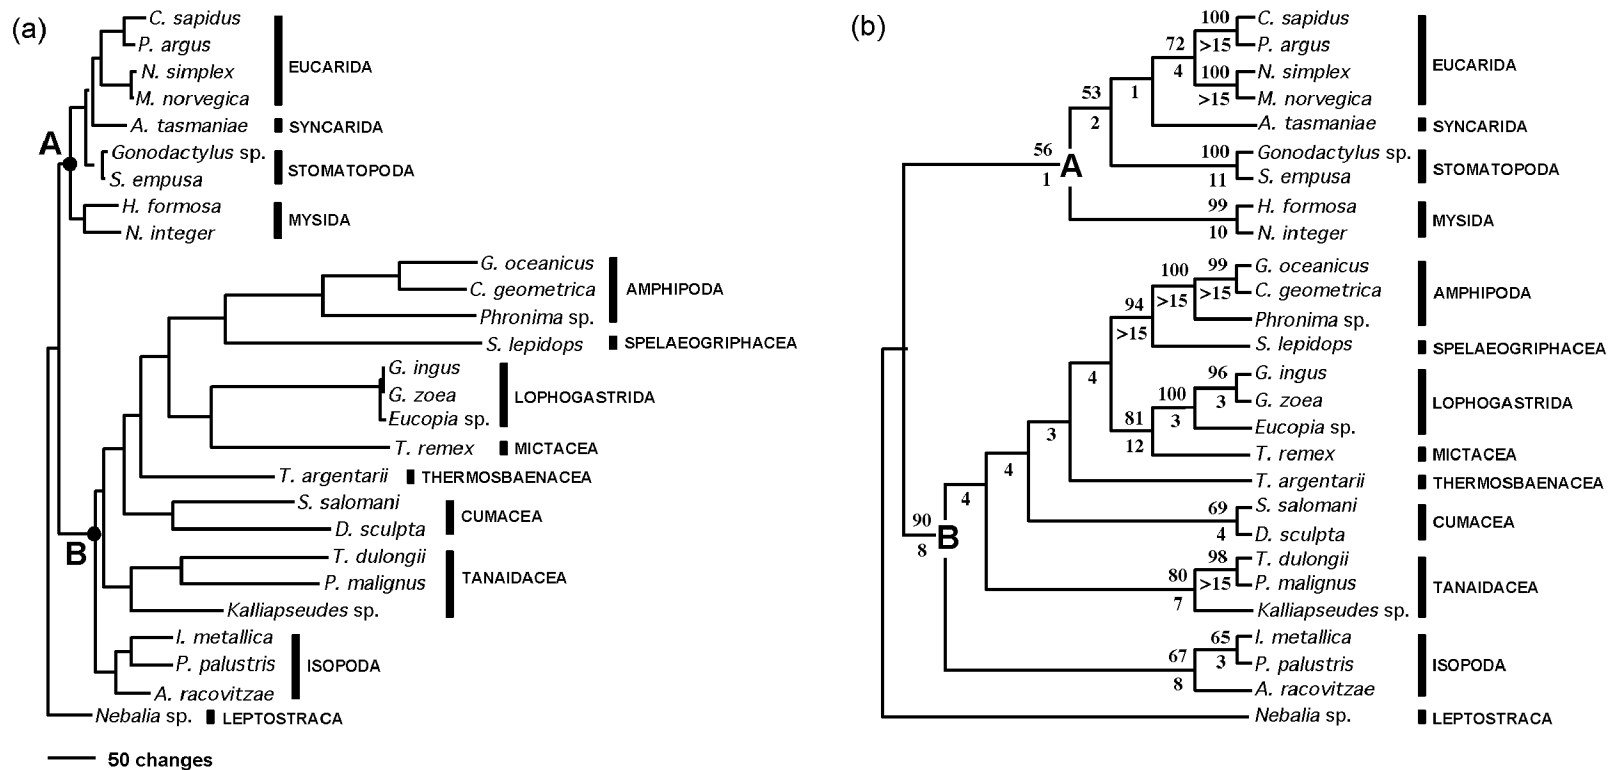 (a)
C. sapidus
P. argus
N. simplex
M. norvegica
EUCARIDA
A. tasmaniae
SYNCARIDA
A
Gonodactylus sp.
S. empusa
STOMATOPODA
H. formosa
N. integer
MYSIDA
G. oceanicus
C. geometrica
Phronima sp.
AMPHIPODA
S. lepidops
SPELAEOGRIPHACEA
G. ingus
G. zoea
Eucopia sp.
LOPHOGASTRIDA
T. remex
MICTACEA
T. argentarii
THERMOSBAENACEA
S. salomani
D. sculpta
CUMACEA
B
T. dulongii
P. malignus
Kalliapseudes sp.
TANAIDACEA
I. metallica
P. palustris
A. racovitzae
ISOPODA
Nebalia sp.
LEPTOSTRACA
50 changes
(b)
100
C. sapidus
>15
P. argus
72
4
100
N. simplex
>15
M. norvegica
EUCARIDA
53
2
1
A. tasmaniae
SYNCARIDA
56
A
1
100
Gonodactylus sp.
11
S. empusa
STOMATOPODA
99
H. formosa
10
N. integer
MYSIDA
99
G. oceanicus
100
>15
C. geometrica
>15
Phronima sp.
AMPHIPODA
94
>15
S. lepidops
SPELAEOGRIPHACEA
4
96
G. ingus
100
3
G. zoea
3
Eucopia sp.
LOPHOGASTRIDA
81
12
T. remex
MICTACEA
3
T. argentarii
THERMOSBAENACEA
4
69
S. salomani
4
D. sculpta
CUMACEA
4
90
B
8
98
T. dulongii
80
>15
P. malignus
7
Kalliapseudes sp.
TANAIDACEA
65
I. metallica
67
3
P. palustris
8
A. racovitzae
ISOPODA
Nebalia sp.
LEPTOSTRACA